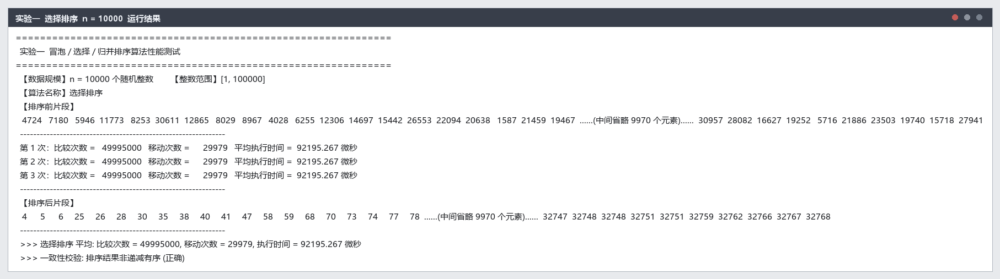 实验一  选择排序  n = 10000  运行结果
==============================================================
实验一  冒泡 / 选择 / 归并排序算法性能测试
==============================================================
【数据规模】n = 10000 个随机整数      【整数范围】[1, 100000]
【算法名称】选择排序
【排序前片段】
4724   7180   5946  11773   8253  30611  12865   8029   8967   4028   6255  12306  14697  15442  26553  22094  20638   1587  21459  19467  ......(中间省略 9970 个元素)......  30957  28082  16627  19252   5716  21886  23503  19740  15718  27941
--------------------------------------------------------------
第 1 次:  比较次数 =   49995000   移动次数 =      29979   平均执行时间 =  92195.267 微秒
第 2 次:  比较次数 =   49995000   移动次数 =      29979   平均执行时间 =  92195.267 微秒
第 3 次:  比较次数 =   49995000   移动次数 =      29979   平均执行时间 =  92195.267 微秒
--------------------------------------------------------------
【排序后片段】
4      5      6     25     26     28     30     35     38     40     41     47     58     59     68     70     73     74     77     78  ......(中间省略 9970 个元素)......  32747  32748  32748  32751  32751  32759  32762  32766  32767  32768
--------------------------------------------------------------
>>> 选择排序 平均: 比较次数 = 49995000, 移动次数 = 29979, 执行时间 = 92195.267 微秒
>>> 一致性校验: 排序结果非递减有序 (正确)